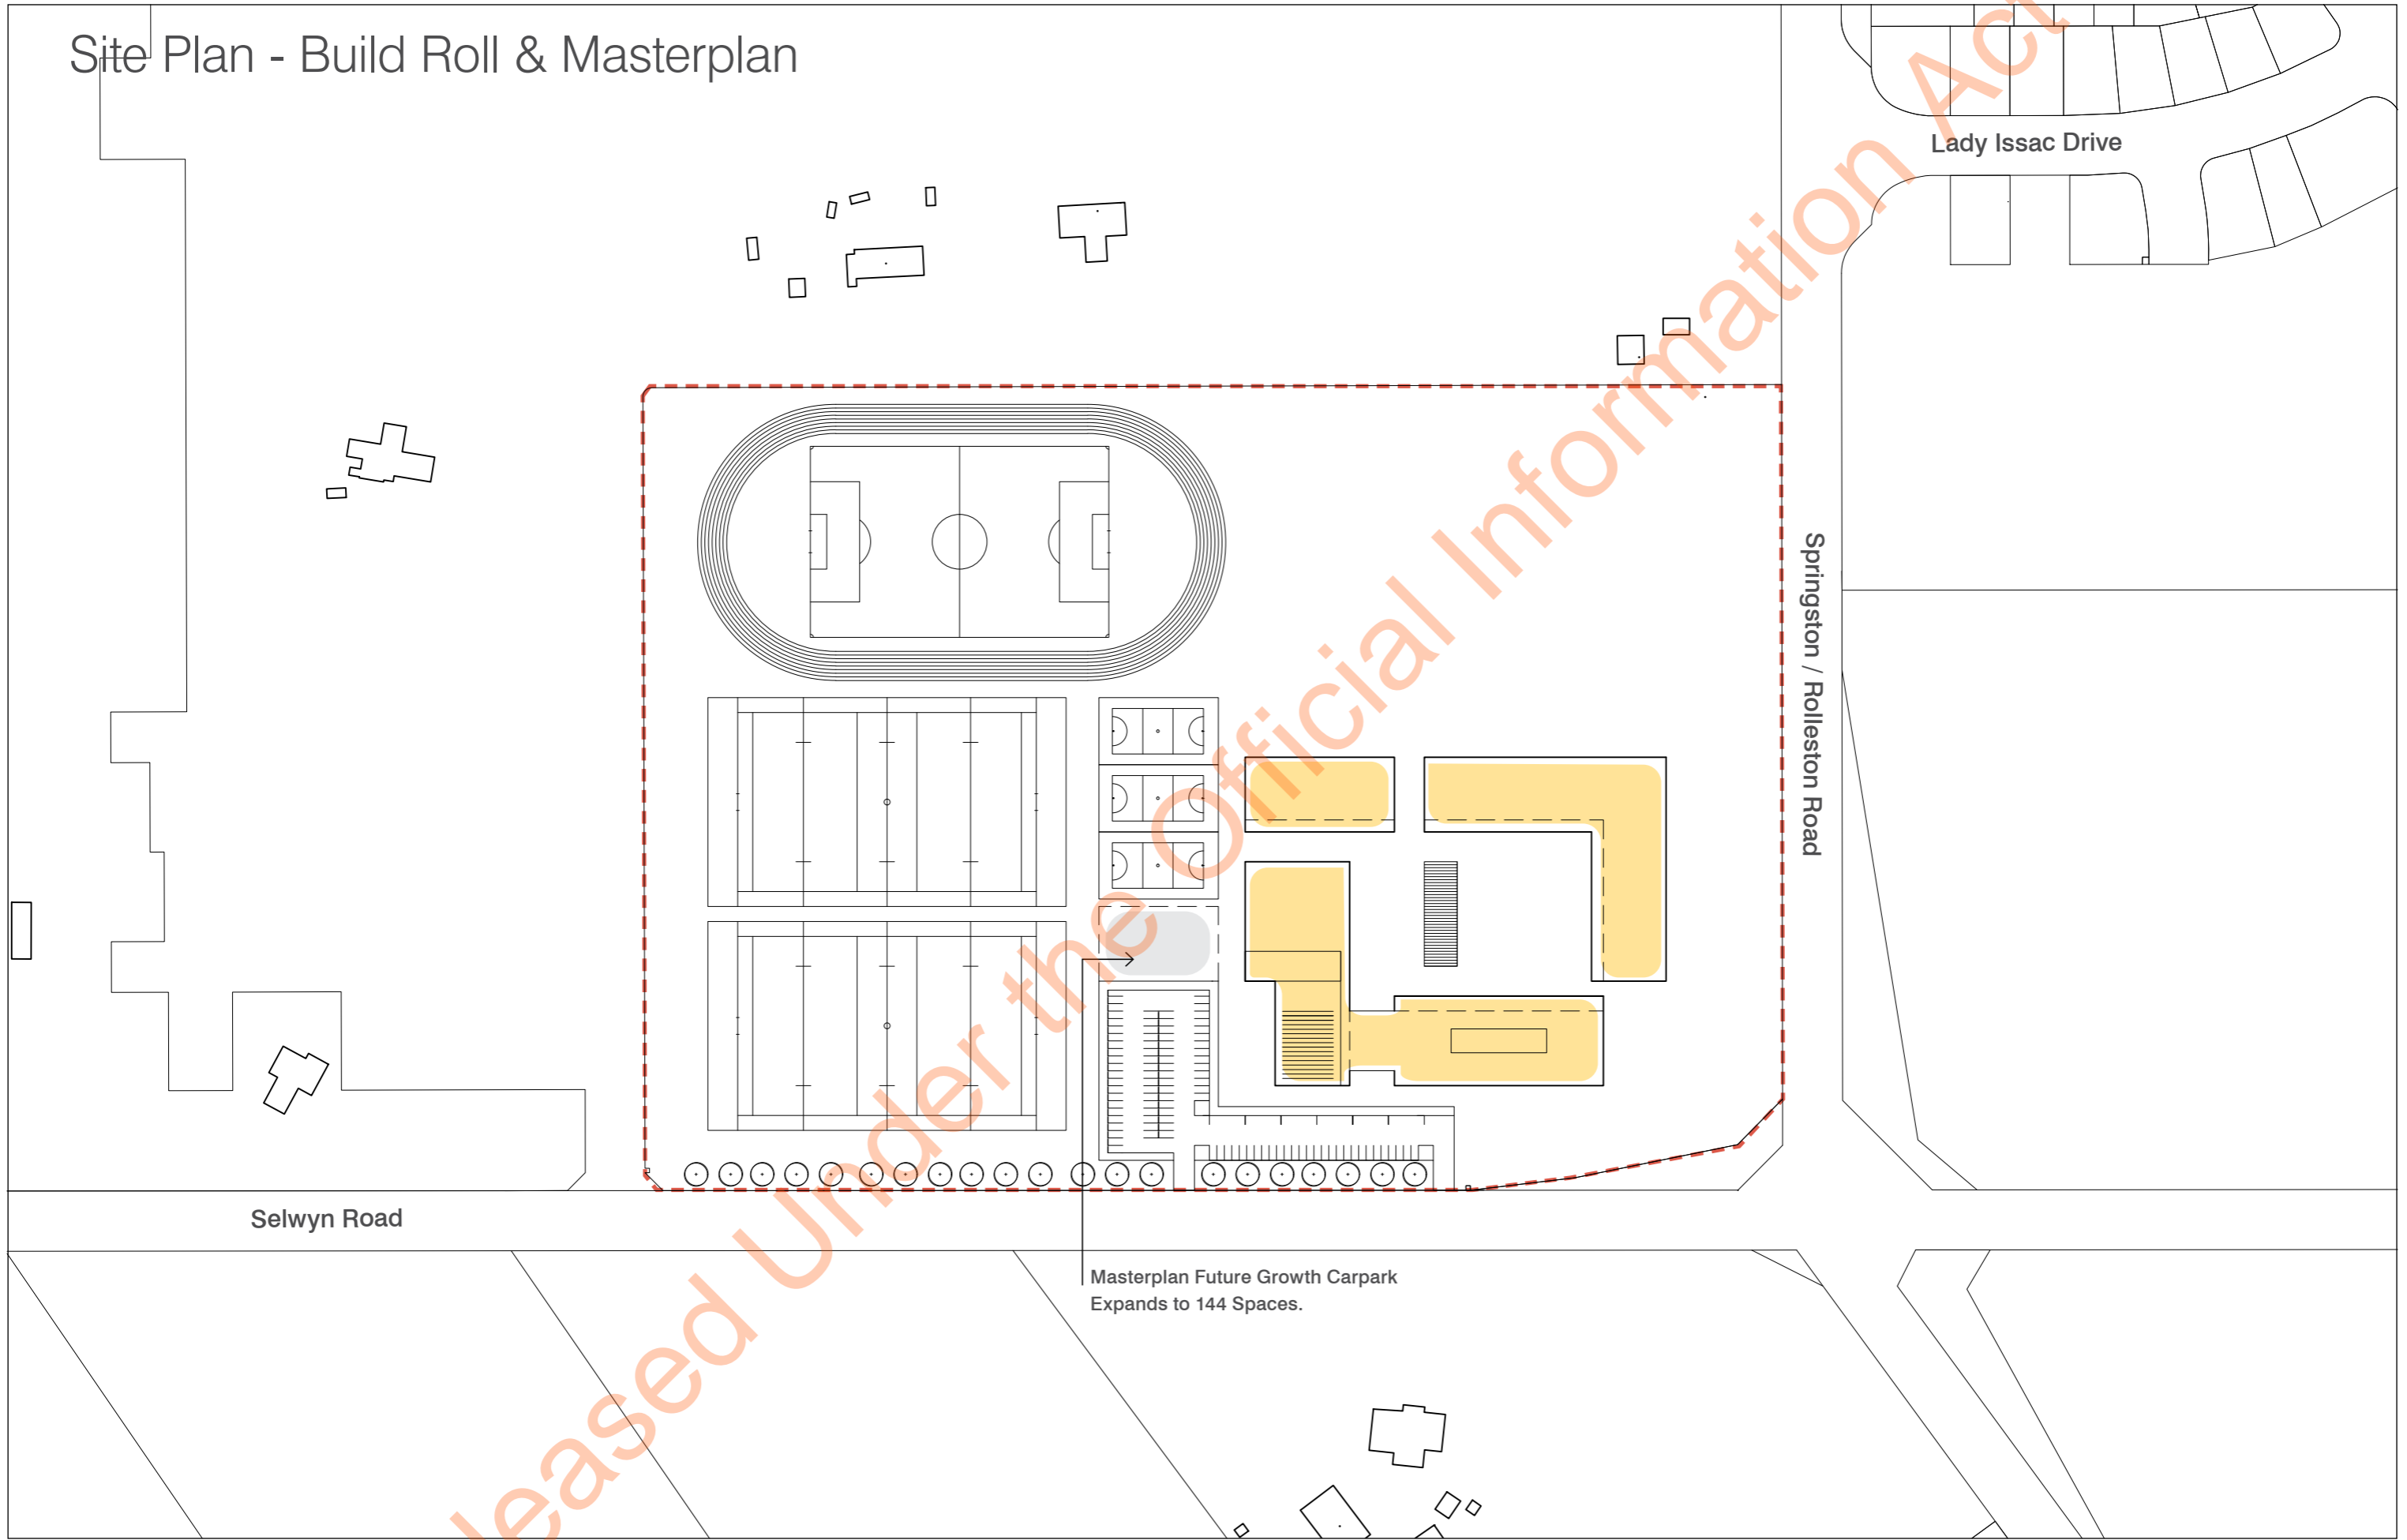 Site Plan - Build Roll & Masterplan
Lady Issac Drive
Springston / Rolleston Road
Selwyn Road
Masterplan Future Growth Carpark
Expands to 144 Spaces.
leased Under the Official Information Act